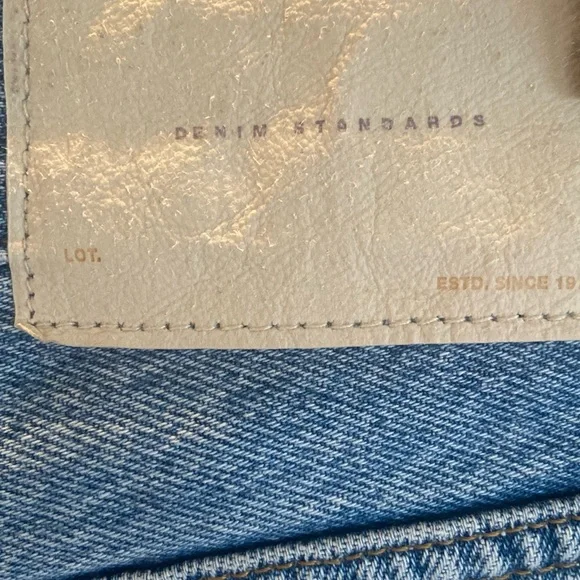 DENIM STANDARDS
LOT.
ESTD. SINCE 19